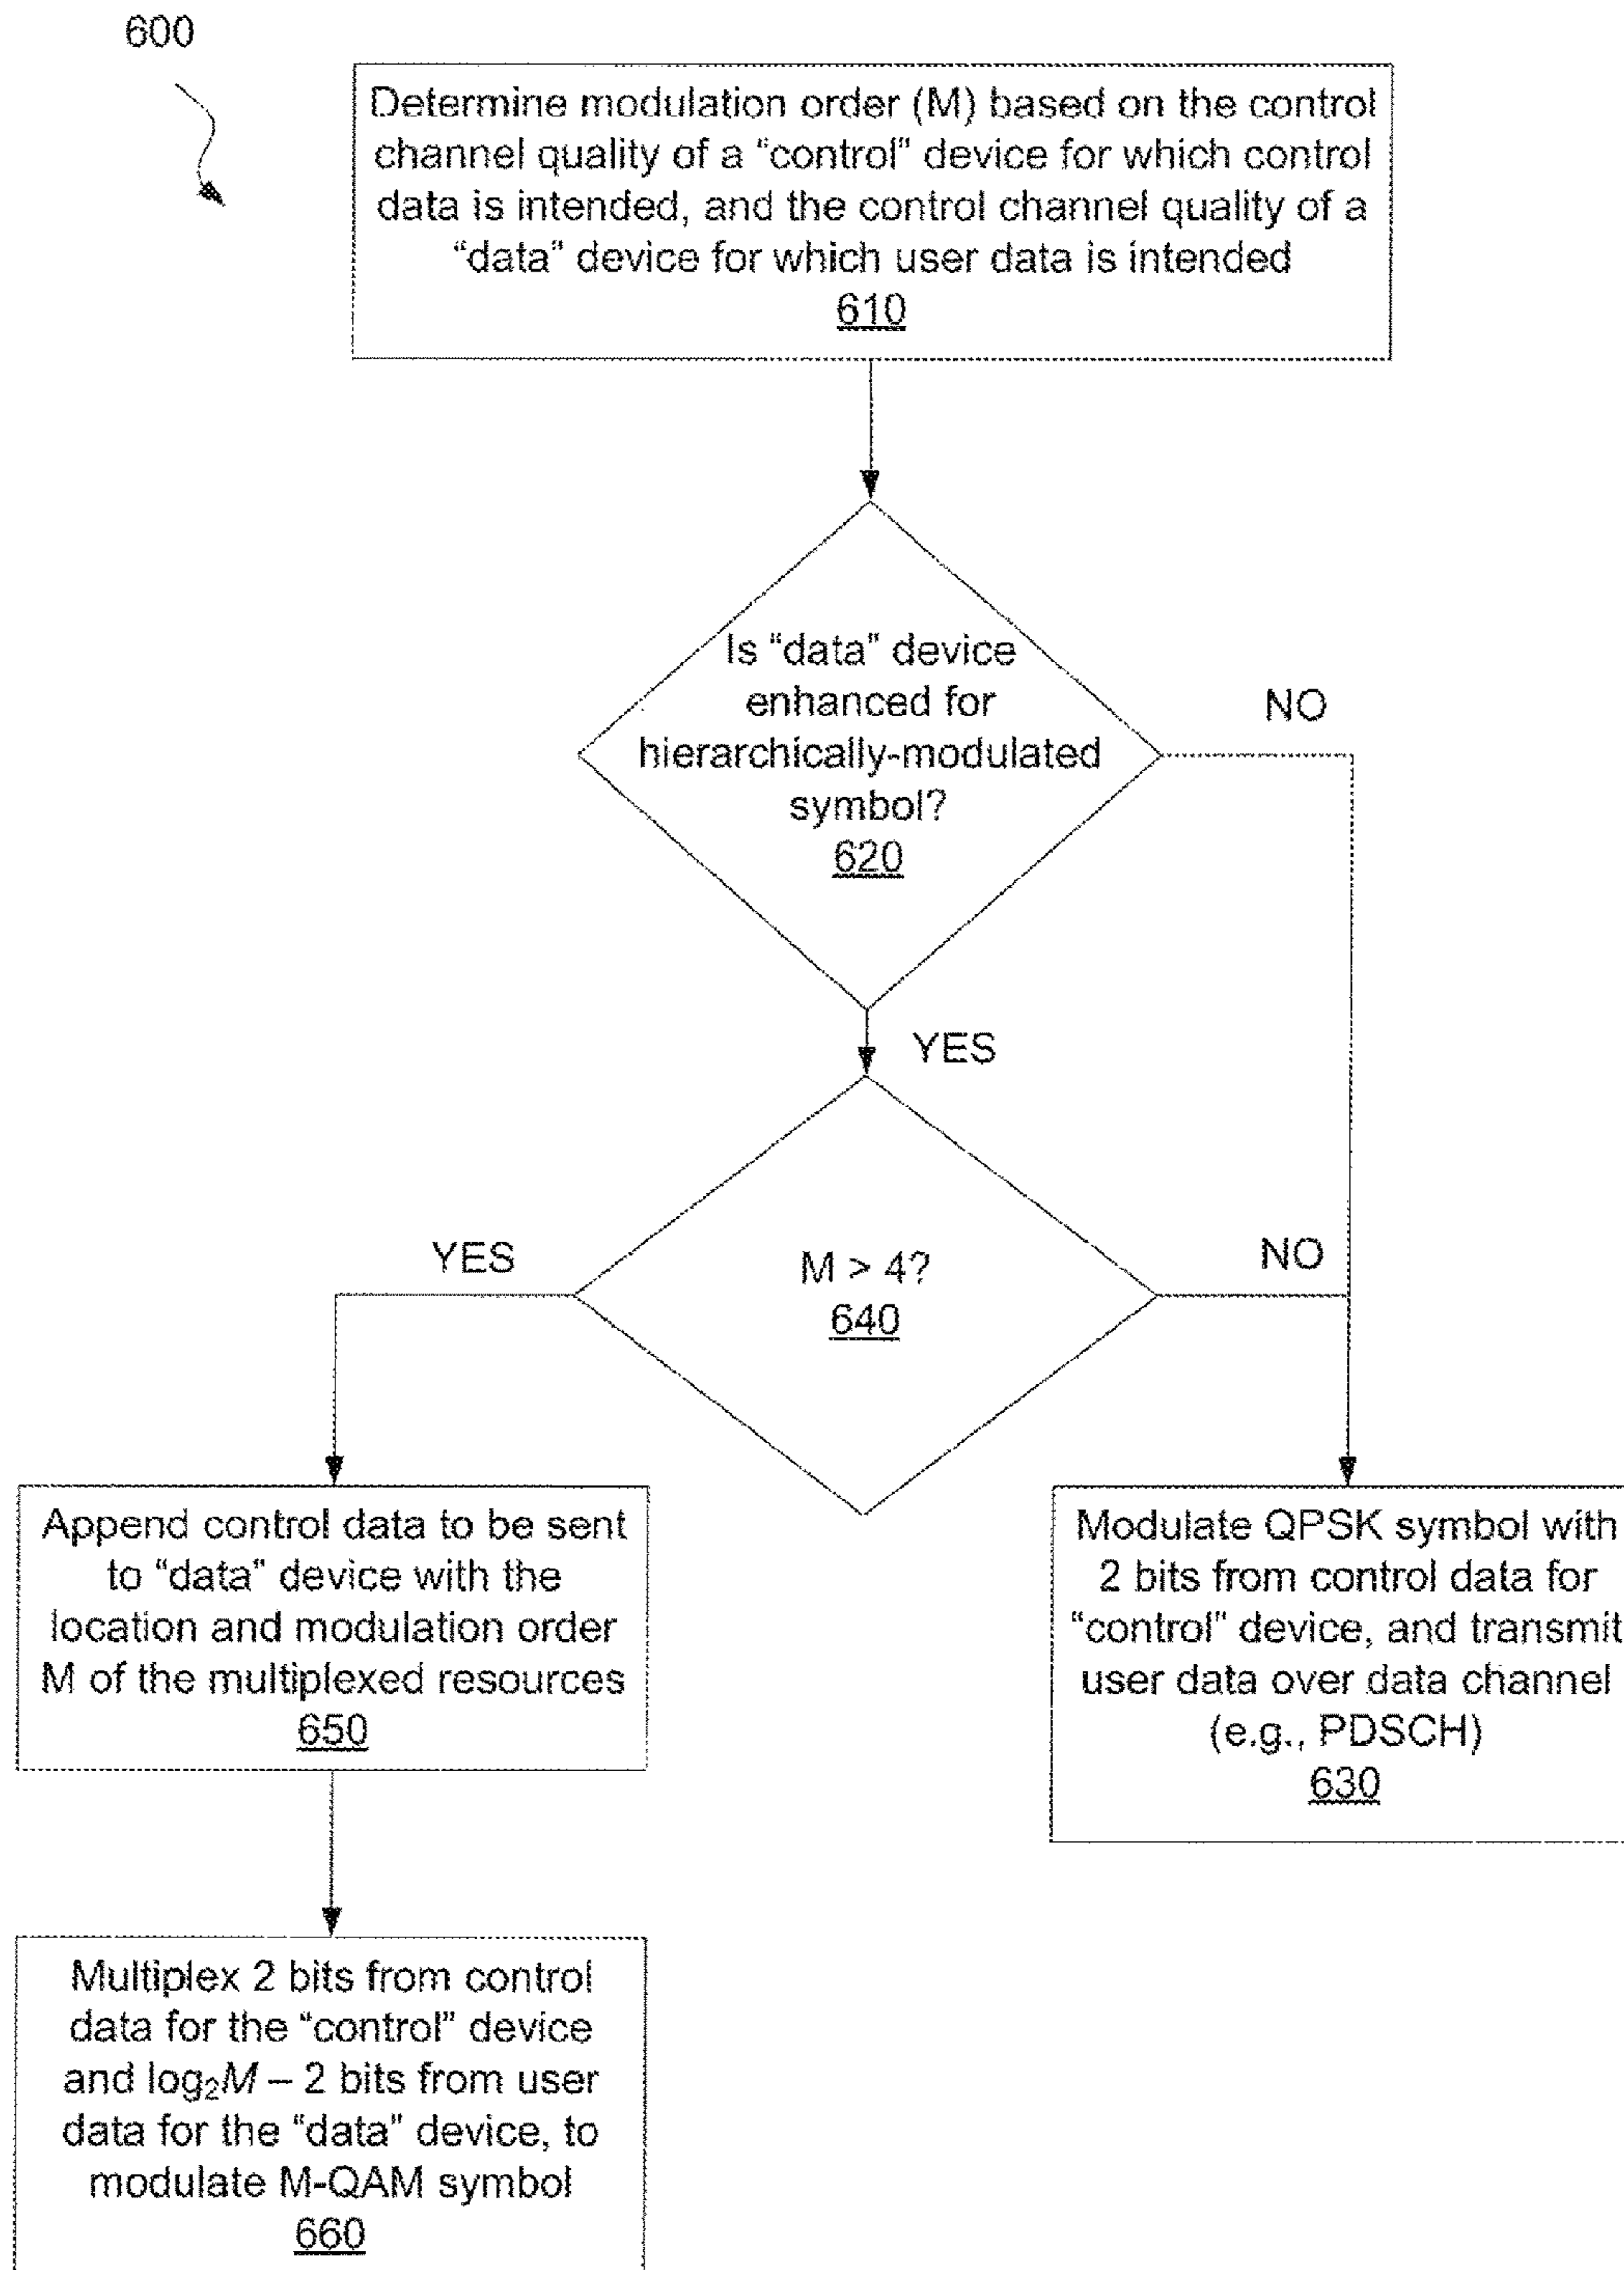 600
Determine modulation order (M) based on the control
channel quality of a “control” device for which control
data is intended, and the control channel quality of a
“data” device for which user data is intended
610
Is “data” device
enhanced for
hierarchically-modulated
symbol?
620
NO
YES
M > 4?
640
YES
NO
Append control data to be sent
to “data” device with the
location and modulation order
M of the multiplexed resources
650
Modulate QPSK symbol with
2 bits from control data for
“control” device, and transmit
user data over data channel
(e.g., PDSCH)
630
Multiplex 2 bits from control
data for the “control” device
and log₂M – 2 bits from user
data for the “data” device, to
modulate M-QAM symbol
660